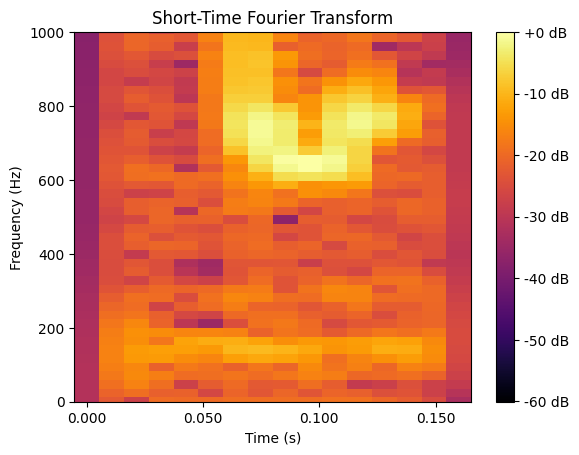 Short-Time Fourier Transform
1000
800
600
400
200
0
Frequency (Hz)
0.000
0.050
0.100
0.150
Time (s)
+0 dB
-10 dB
-20 dB
-30 dB
-40 dB
-50 dB
-60 dB